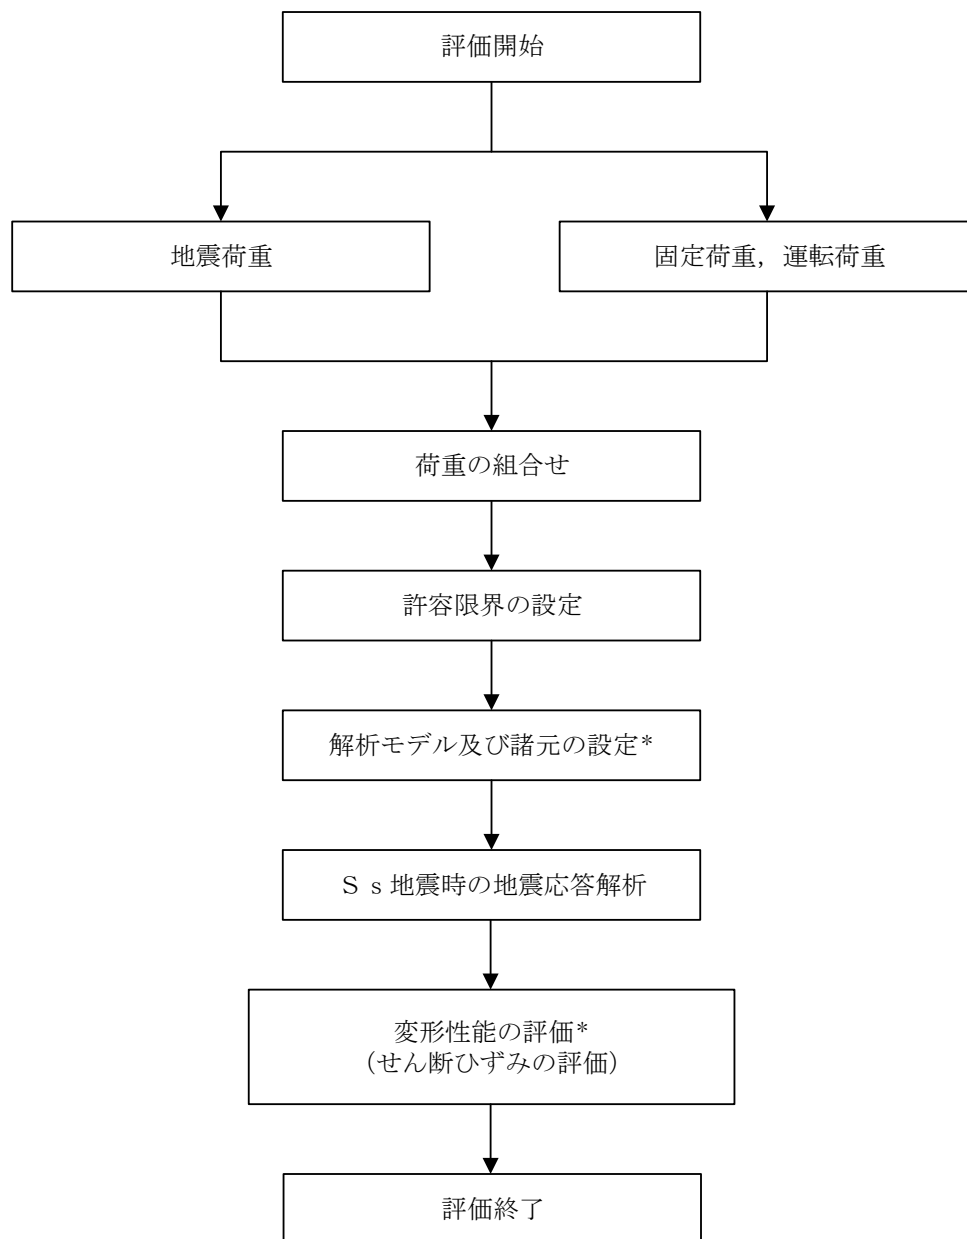 評価開始
地震荷重
固定荷重，運転荷重
荷重の組合せ
許容限界の設定
解析モデル及び諸元の設定*
Ｓｓ地震時の地震応答解析
変形性能の評価*
（せん断ひずみの評価）
評価終了